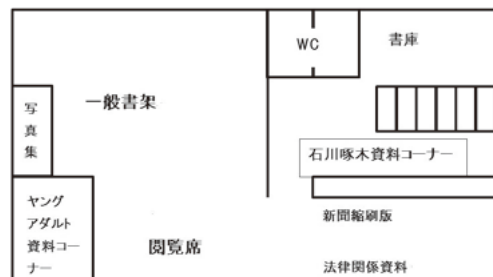 WC
書庫
一般書架
写
真
集
石川啄木資料コーナー
ヤング
アダルト
資料コー
ナー
新聞縮刷版
閲覧席
法律関係資料